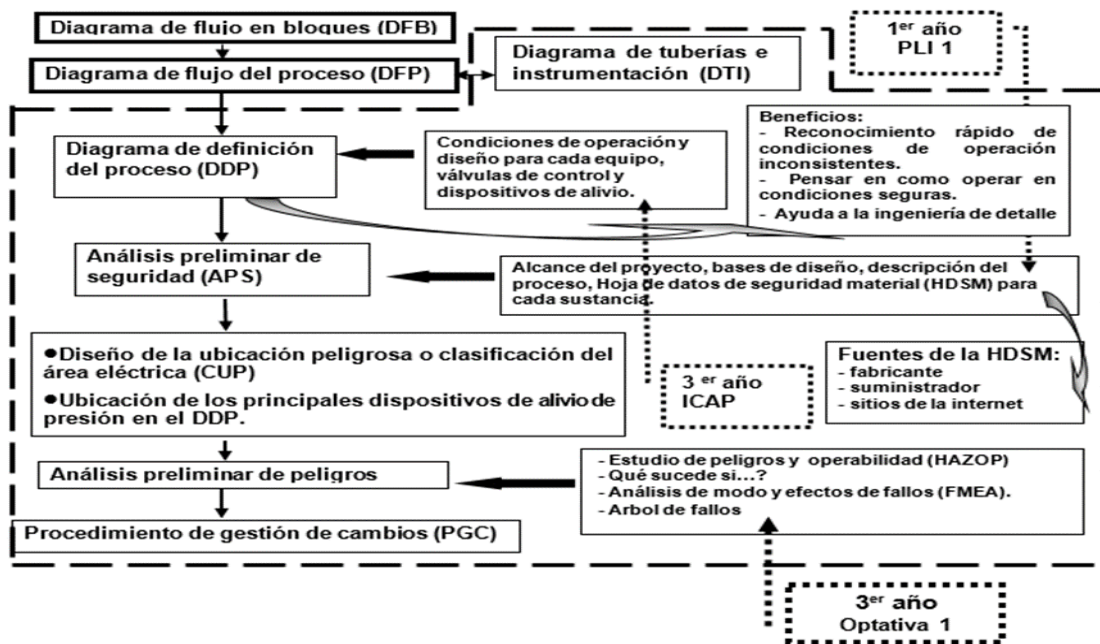 Diagrama de flujo en bloques (DFB)
Diagrama de flujo del proceso (DFP)
Diagrama de tuberías e
instrumentación (DTI)
1er año
PLI 1
Diagrama de definición
del proceso (DDP)
Condiciones de operación y
diseño para cada equipo,
válvulas de control y
dispositivos de alivio.
Beneficios:
- Reconocimiento rápido de
condiciones de operación
inconsistentes.
- Pensar en como operar en
condiciones seguras.
- Ayuda a la ingeniería de detalle
Análisis preliminar de
seguridad (APS)
Alcance del proyecto, bases de diseño, descripción del
proceso, Hoja de datos de seguridad material (HDSM) para
cada sustancia.
●Diseño de la ubicación peligrosa o clasificación del
área eléctrica (CUP)
●Ubicación de los principales dispositivos de alivio de
presión en el DDP.
3 er año
ICAP
Fuentes de la HDSM:
- fabricante
- suministrador
- sitios de la internet
Análisis preliminar de peligros
- Estudio de peligros y operabilidad (HAZOP)
- Qué sucede si...?
- Análisis de modo y efectos de fallos (FMEA).
- Arbol de fallos
Procedimiento de gestión de cambios (PGC)
3er año
Optativa 1